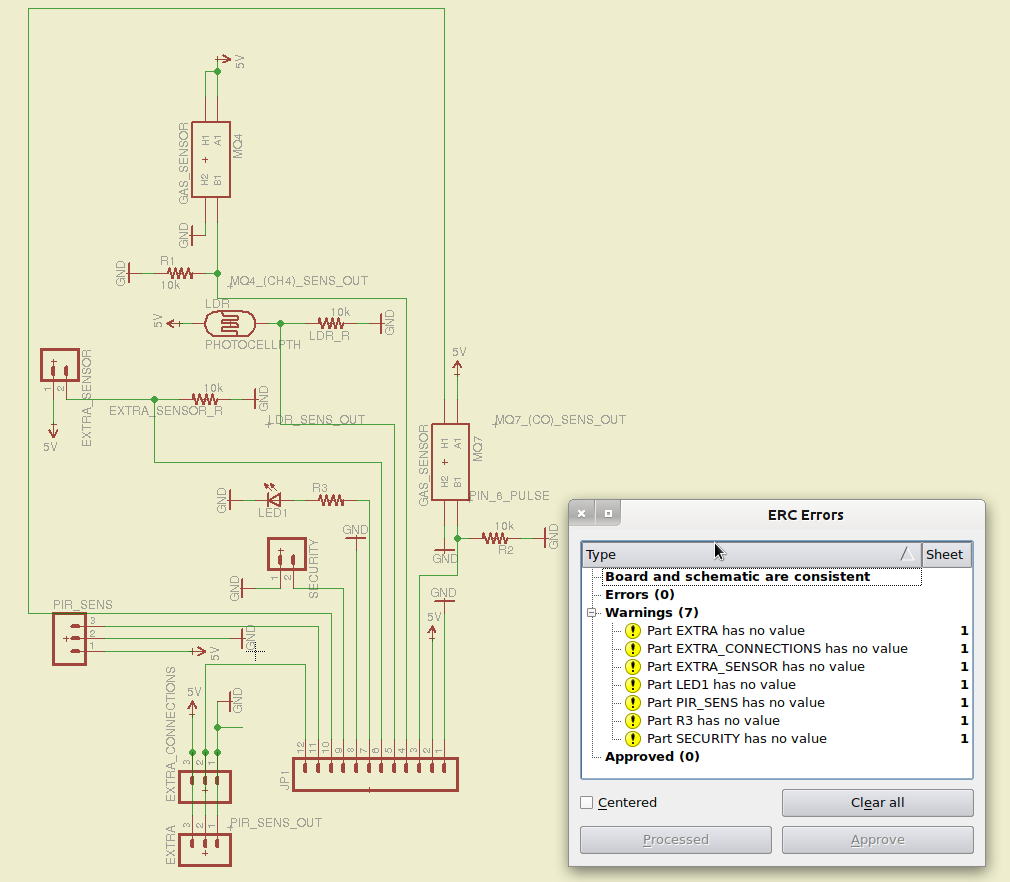 5V
GAS_SENSOR
H1
A1
H2
B1
MQ4
GND
GND
R1
10k
MQ4_(CH4)_SENS_OUT
LDR
5V
PHOTOCELLPTH
10k
LDR_R
GND
1
2
EXTRA_SENSOR
5V
10k
EXTRA_SENSOR_R
GND
LDR_SENS_OUT
5V
GAS_SENSOR
H1
A1
H2
B1
MQ7
MQ7_(CO)_SENS_OUT
PIN_6_PULSE
GND
10k
R2
GND
GND
LED1
R3
GND
1
2
SECURITY
GND
GND
5V
PIR_SENS
3
2
1
GND
5V
5V
GND
EXTRA_CONNECTIONS
3
2
1
EXTRA
3
2
1
PIR_SENS_OUT
JP1
12
11
10
9
8
7
6
5
4
3
2
1
ERC Errors
Type
Sheet
Board and schematic are consistent
Errors (0)
Warnings (7)
Part EXTRA has no value 1
Part EXTRA_CONNECTIONS has no value 1
Part EXTRA_SENSOR has no value 1
Part LED1 has no value 1
Part PIR_SENS has no value 1
Part R3 has no value 1
Part SECURITY has no value 1
Approved (0)
Centered
Clear all
Processed
Approve